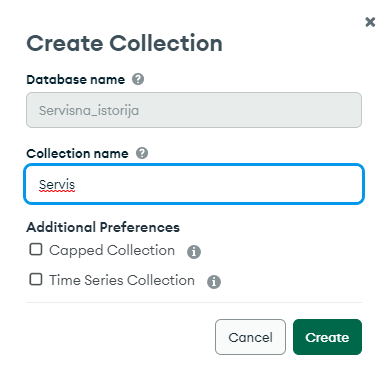 Create Collection
Database name
Servisna_istorija
Collection name
Servis
Additional Preferences
Capped Collection
Time Series Collection
Cancel Create